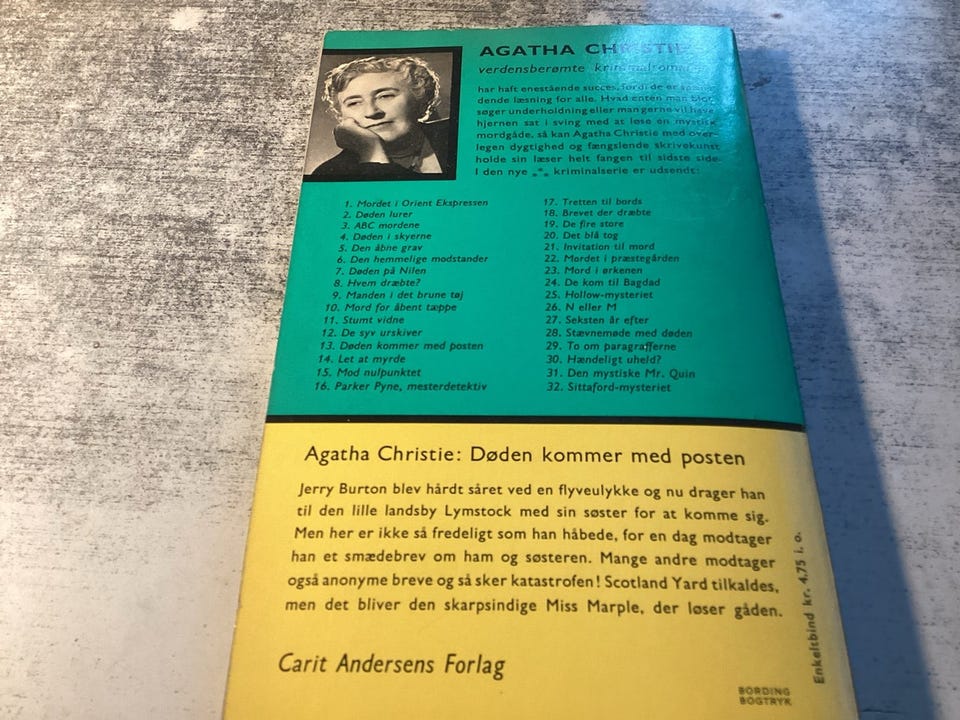 AGATHA CHRISTIE
verdensberømte
har haft enestående succes, fordi de er
dende læsning for alle. Hvad enten man blot
søger underholdning eller man gerne vil have
hjernen sat i sving med at løse en mystisk
mordgåde, så kan Agatha Christie med over-
legen dygtighed og fængslende skrivekunst
holde sin læser helt fangen til sidste side.
I den nye *** kriminalserie er udsendt:
1. Mordet i Orient Ekspressen
2. Døden lurer
3. ABC mordene
4. Døden i skyerne
5. Den åbne grav
6. Den hemmelige modstander
7. Døden på Nilen
8. Hvem dræbte?
9. Manden i det brune tøj
10. Mord for åbent tæppe
11. Stumt vidne
12. De syv urskiver
13. Døden kommer med posten
14. Let at myrde
15. Mod nulpunktet
16. Parker Pyne, mesterdetektiv
17. Tretten til bords
18. Brevet der dræbte
19. De fire store
20. Det blå tog
21. Invitation til mord
22. Mordet i præstegården
23. Mord i ørkenen
24. De kom til Bagdad
25. Hollow-mysteriet
26. N eller M
27. Seksten år efter
28. Stævnemøde med døden
29. To om paragrafferne
30. Hændeligt uheld?
31. Den mystiske Mr. Quin
32. Sittaford-mysteriet
Agatha Christie: Døden kommer med posten
Jerry Burton blev hårdt såret ved en flyveulykke og nu drager han
til den lille landsby Lymstock med sin søster for at komme sig.
Men her er ikke så fredeligt som han håbede, for en dag modtager
han et smædebrev om ham og søsteren. Mange andre modtager
også anonyme breve og så sker katastrofen! Scotland Yard tilkaldes,
men det bliver den skarpsindige Miss Marple, der løser gåden.
Carit Andersens Forlag
Enkeltbind kr. 4,75 i. o.
BORDING
BOGTRYK